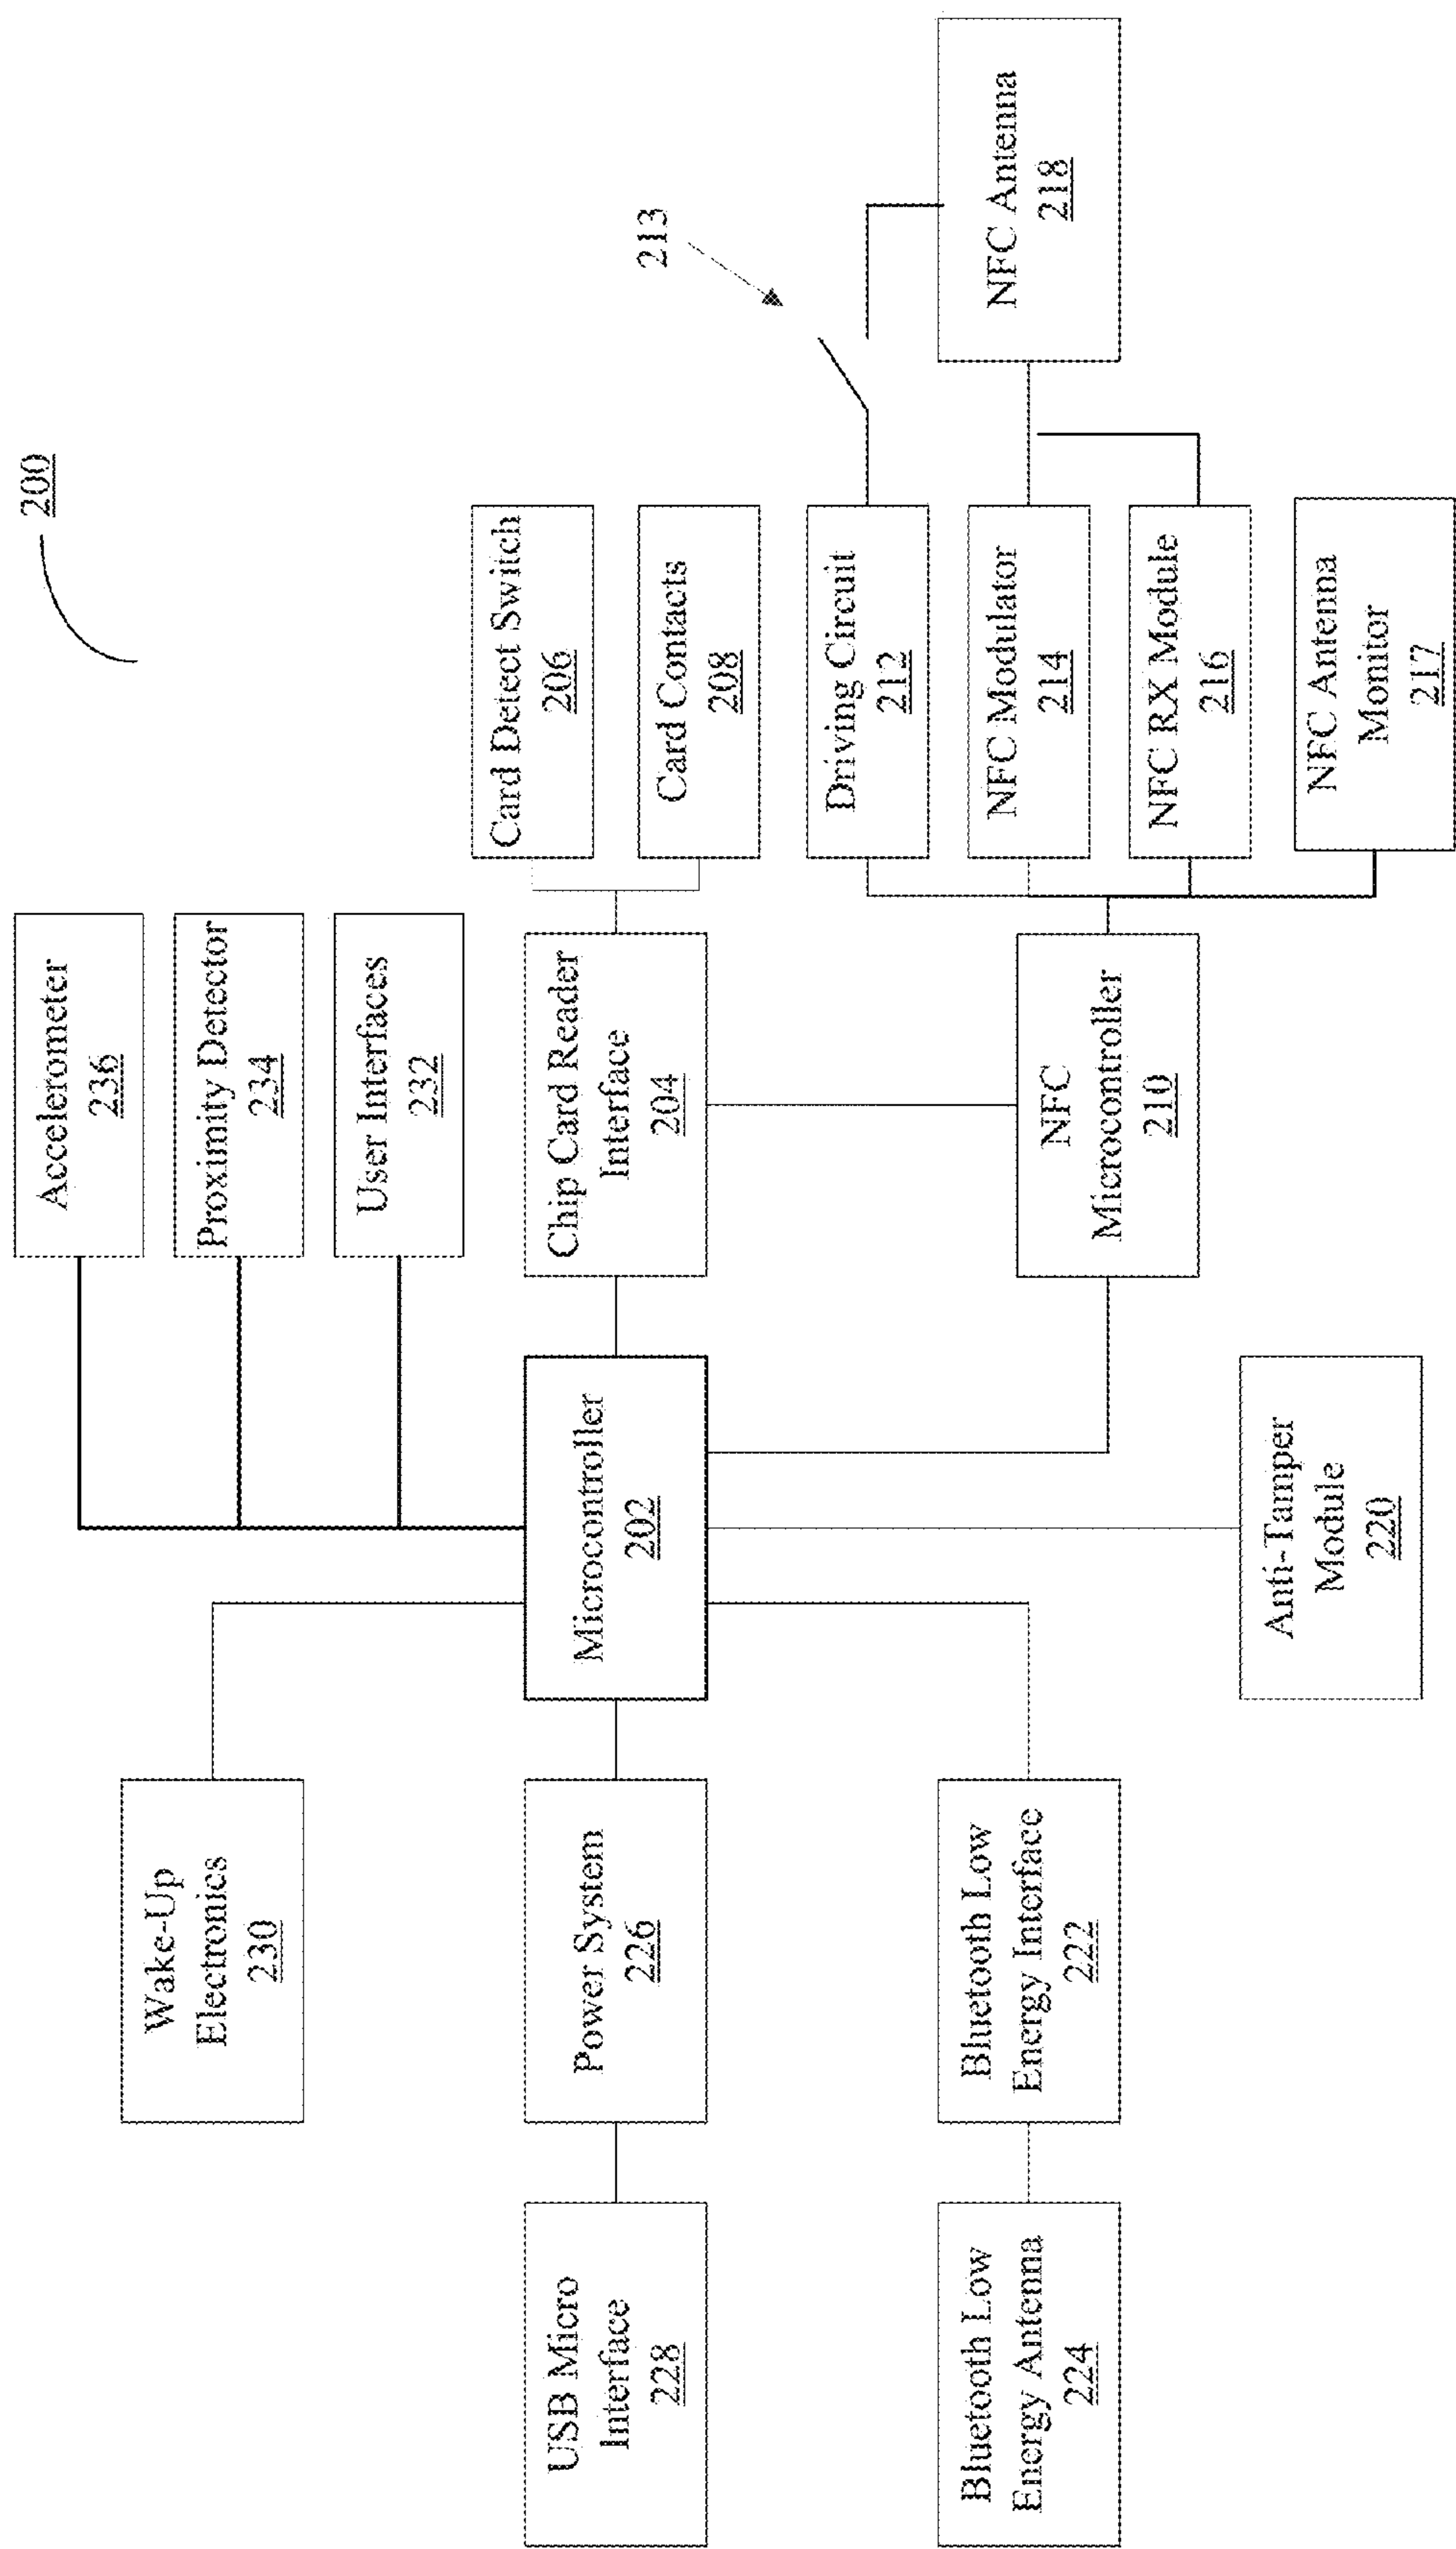 200
Accelerometer
236
Proximity Detector
234
User Interfaces
232
Wake-Up
Electronics
230
USB Micro
Interface
228
Power System
226
Microcontroller
202
Chip Card Reader
Interface
204
Card Detect Switch
206
Card Contacts
208
213
Driving Circuit
212
NFC Modulator
214
NFC RX Module
216
NFC Antenna
Monitor
217
NFC Antenna
218
NFC
Microcontroller
210
Bluetooth Low
Energy Antenna
224
Bluetooth Low
Energy Interface
222
Anti-Tamper
Module
220